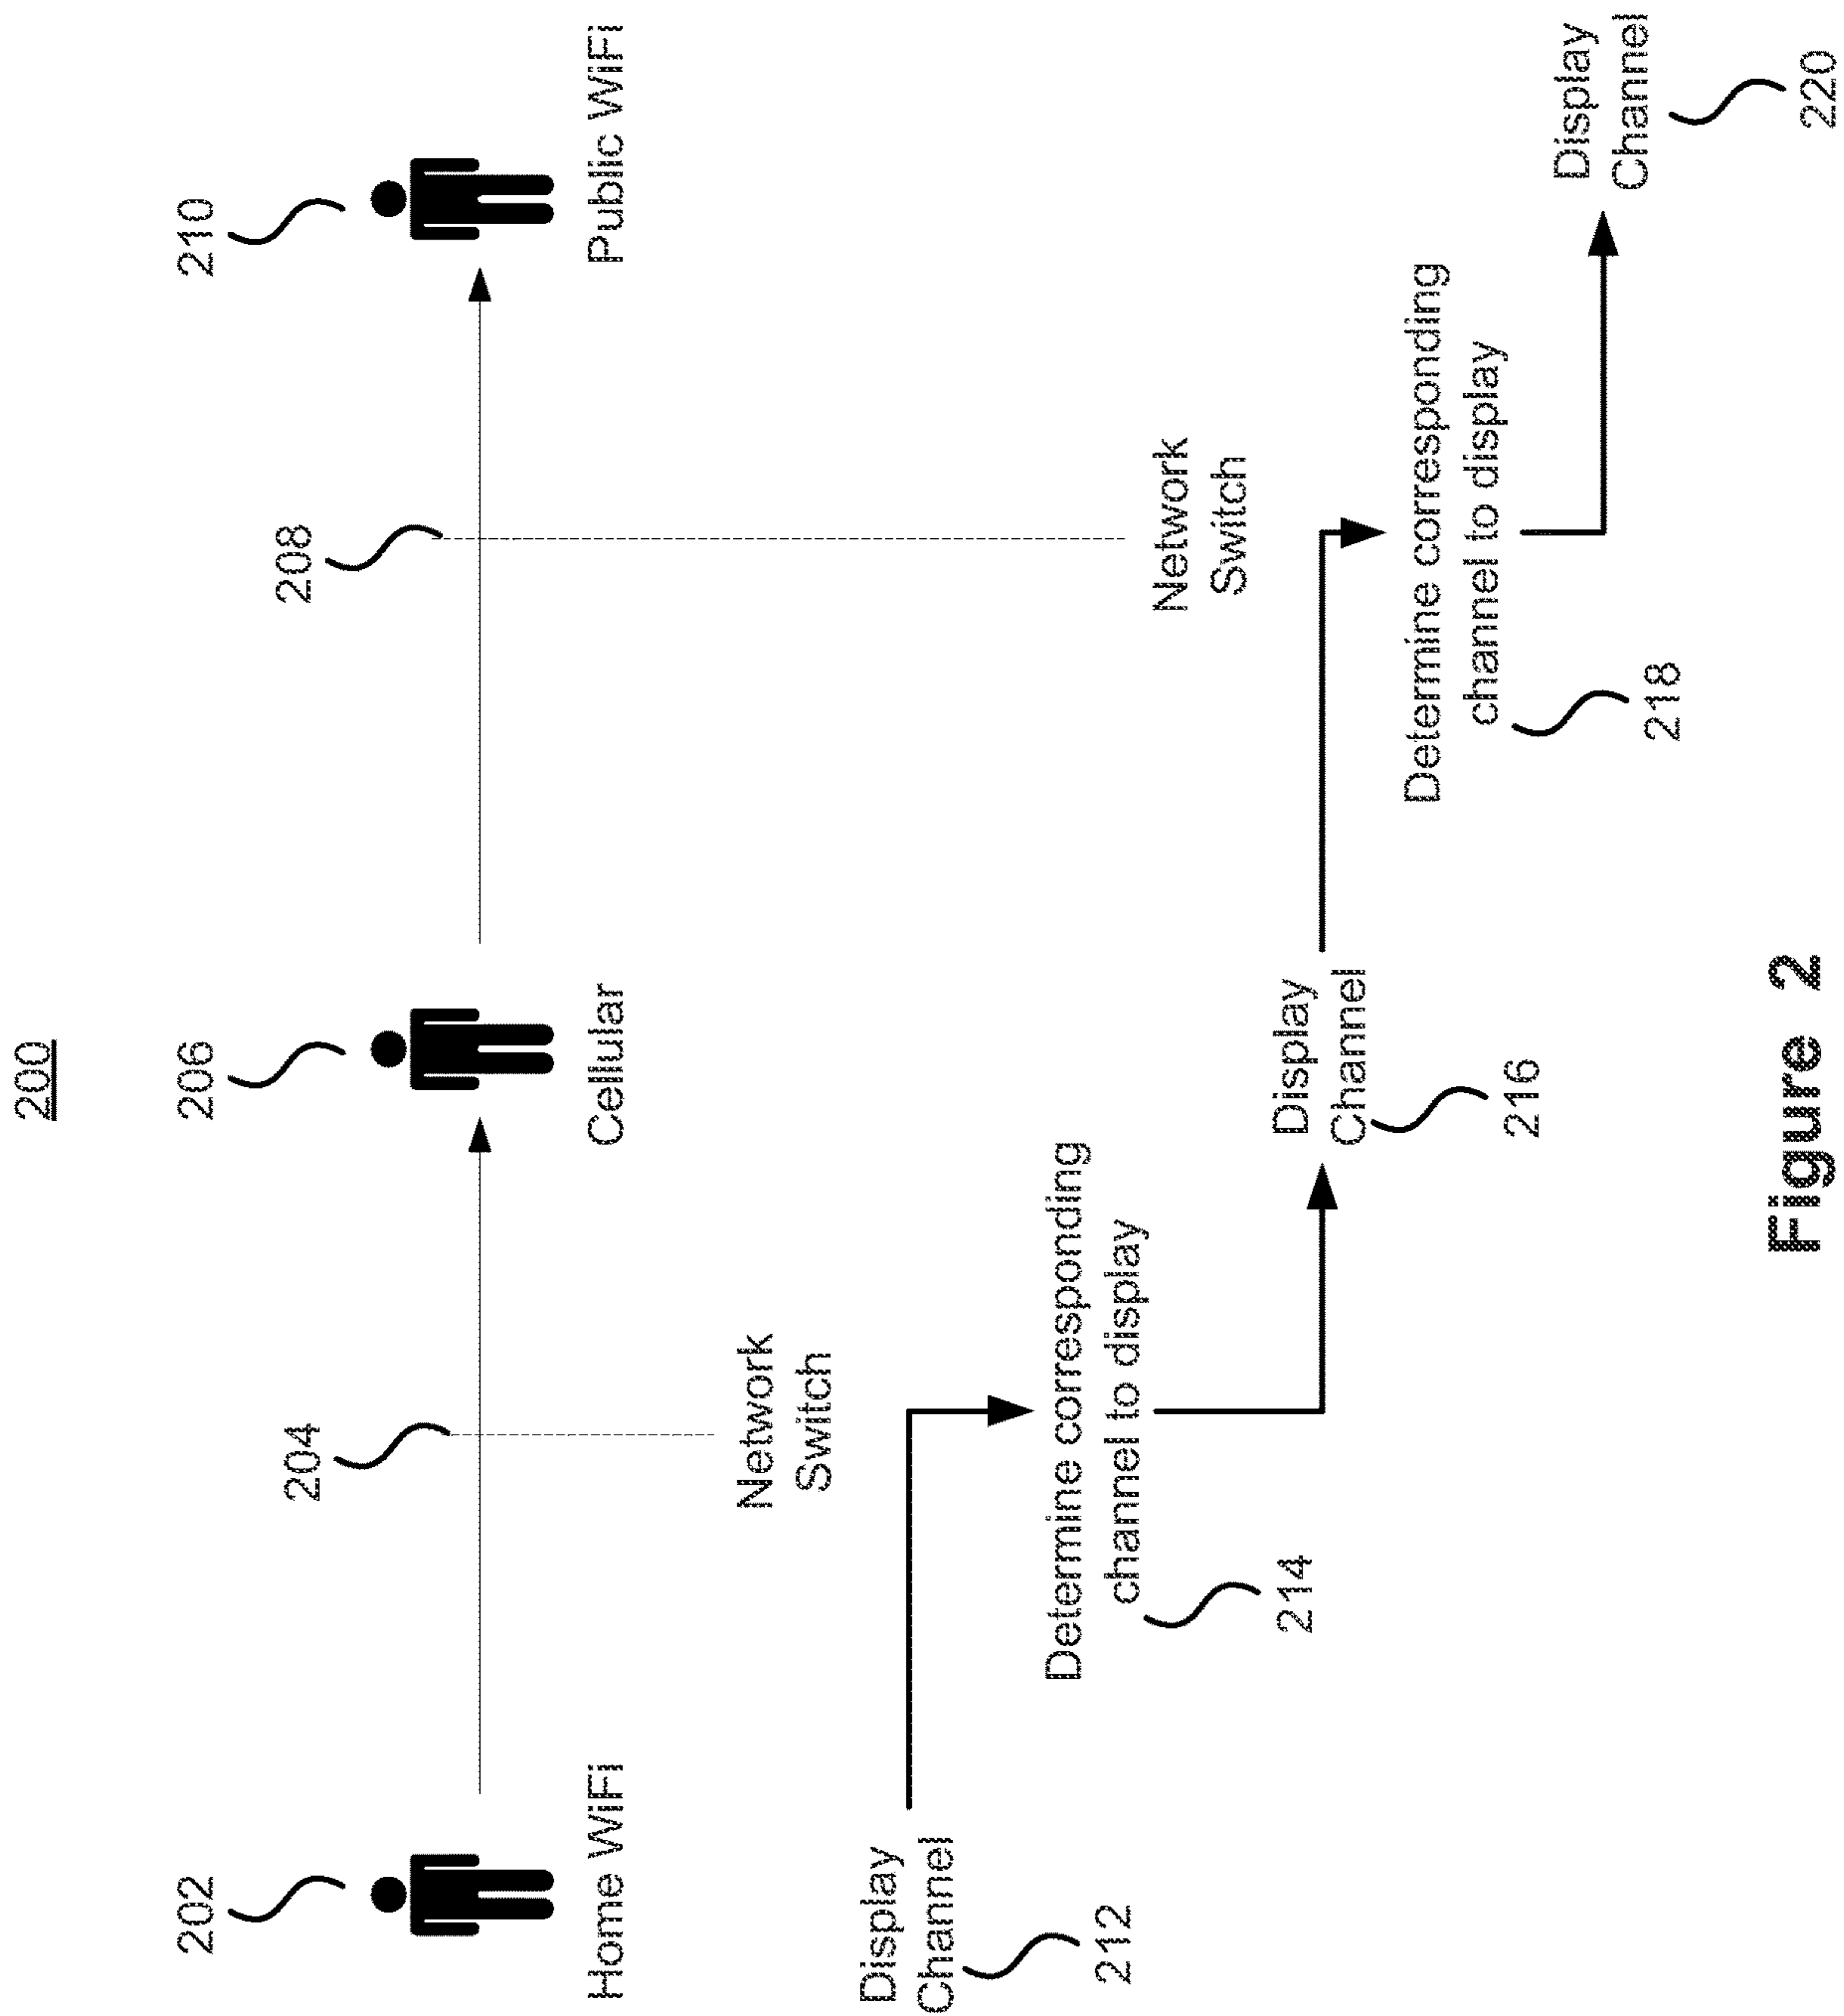 200
202
206
210
204
208
Home WiFi
Cellular
Public WiFi
Network
Switch
Network
Switch
Display
Channel
212
Determine corresponding
channel to display
214
Display
Channel
216
Determine corresponding
channel to display
218
Display
Channel
220
Figure 2